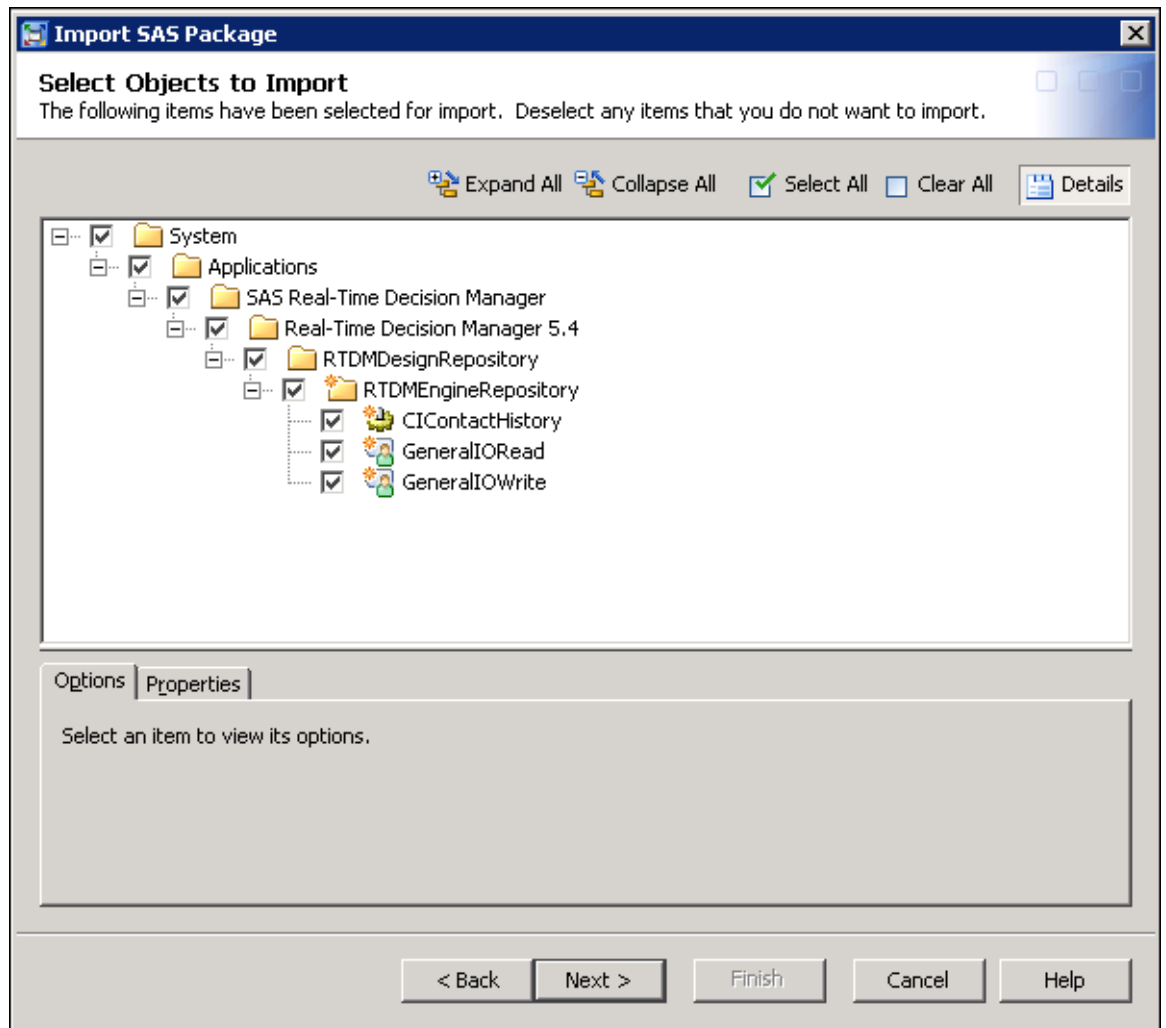 Import SAS Package
Select Objects to Import
The following items have been selected for import. Deselect any items that you do not want to import.
Expand All Collapse All Select All Clear All Details
System
Applications
SAS Real-Time Decision Manager
Real-Time Decision Manager 5.4
RTDMDesignRepository
RTDMEngineRepository
CIContactHistory
GeneralIORead
GeneralIOWrite
Options Properties
Select an item to view its options.
< Back Next > Finish Cancel Help